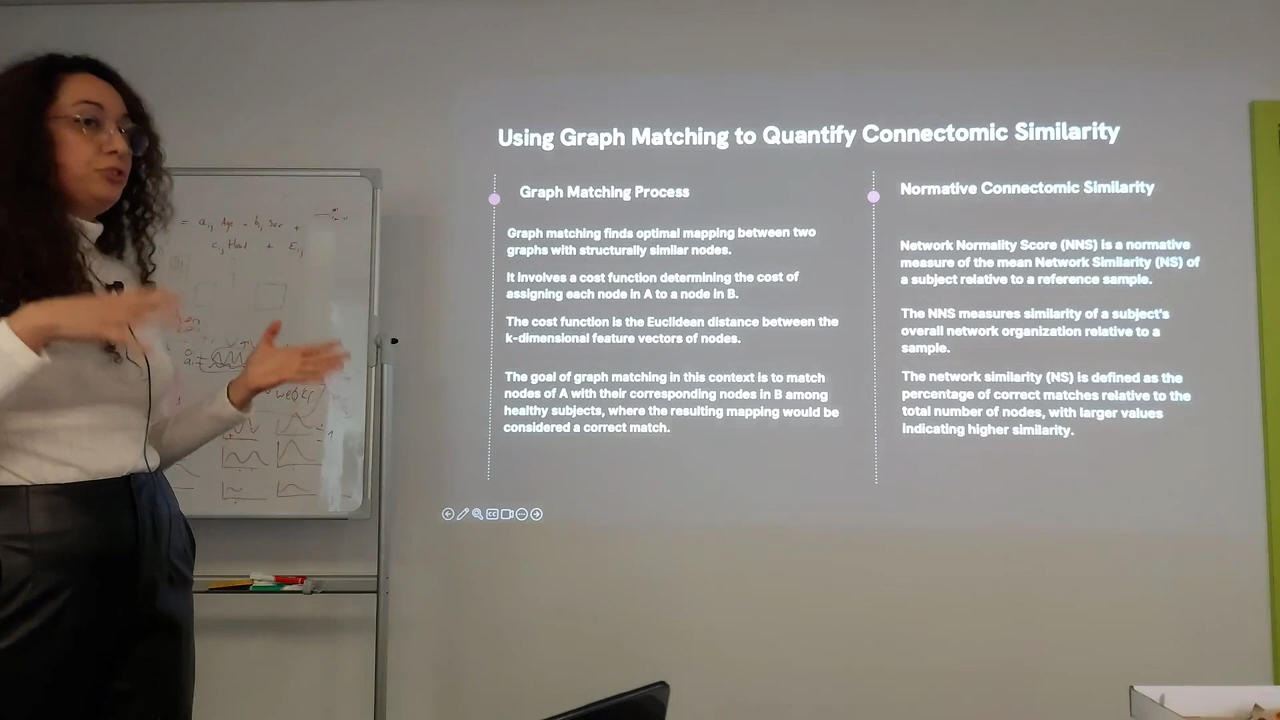 Using Graph Matching to Quantify Connectomic Similarity
Graph Matching Process
Graph matching finds optimal mapping between two
graphs with structurally similar nodes.
It involves a cost function determining the cost of
assigning each node in A to a node in B.
The cost function is the Euclidean distance between the
k-dimensional feature vectors of nodes.
The goal of graph matching in this context is to match
nodes of A with their corresponding nodes in B among
healthy subjects, where the resulting mapping would be
considered a correct match.
Normative Connectomic Similarity
Network Normality Score (NNS) is a normative
measure of the mean Network Similarity (NS) of
a subject relative to a reference sample.
The NNS measures similarity of a subject's
overall network organization relative to a
sample.
The network similarity (NS) is defined as the
percentage of correct matches relative to the
total number of nodes, with larger values
indicating higher similarity.
CC